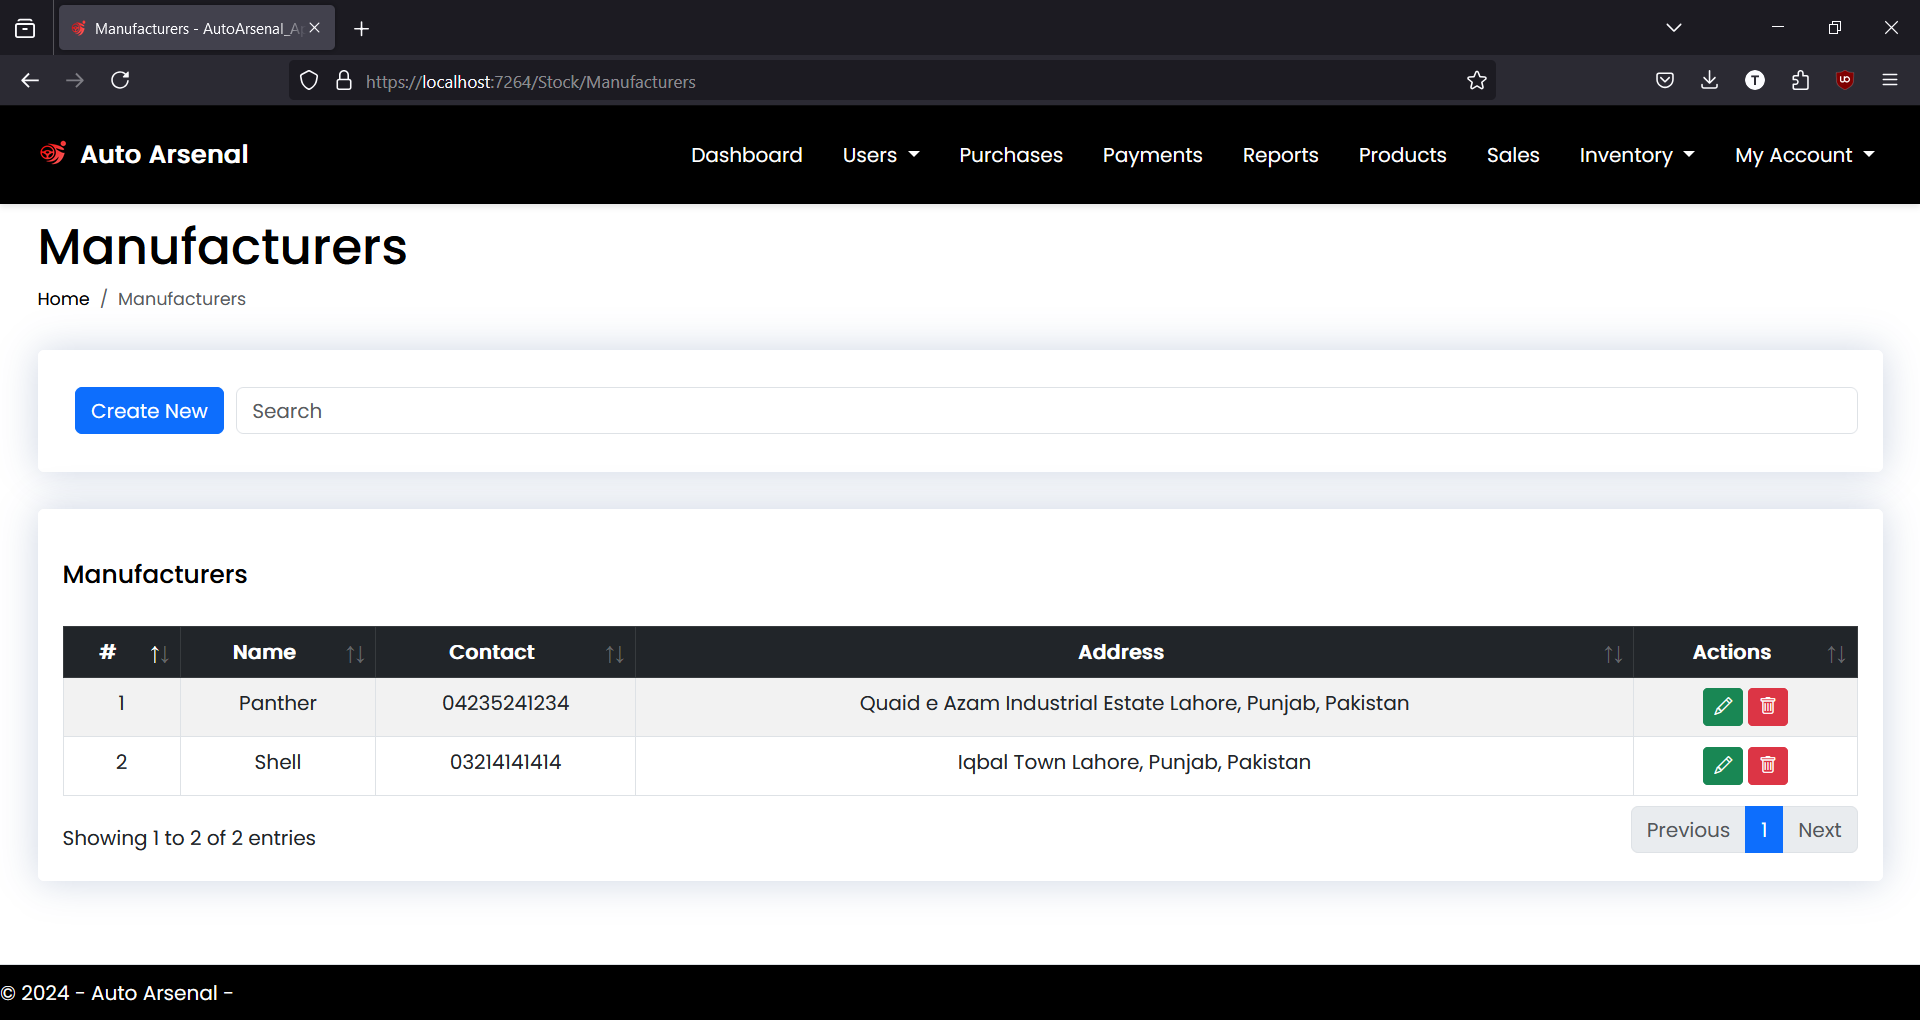 Manufacturers - AutoArsenal_A
https://localhost:7264/Stock/Manufacturers
Auto Arsenal Dashboard Users Purchases Payments Reports Products Sales Inventory My Account
Manufacturers
Home / Manufacturers
Create New Search
Manufacturers
# Name Contact Address Actions
1 Panther 04235241234 Quaid e Azam Industrial Estate Lahore, Punjab, Pakistan
2 Shell 03214141414 Iqbal Town Lahore, Punjab, Pakistan
Showing 1 to 2 of 2 entries Previous 1 Next
© 2024 - Auto Arsenal -